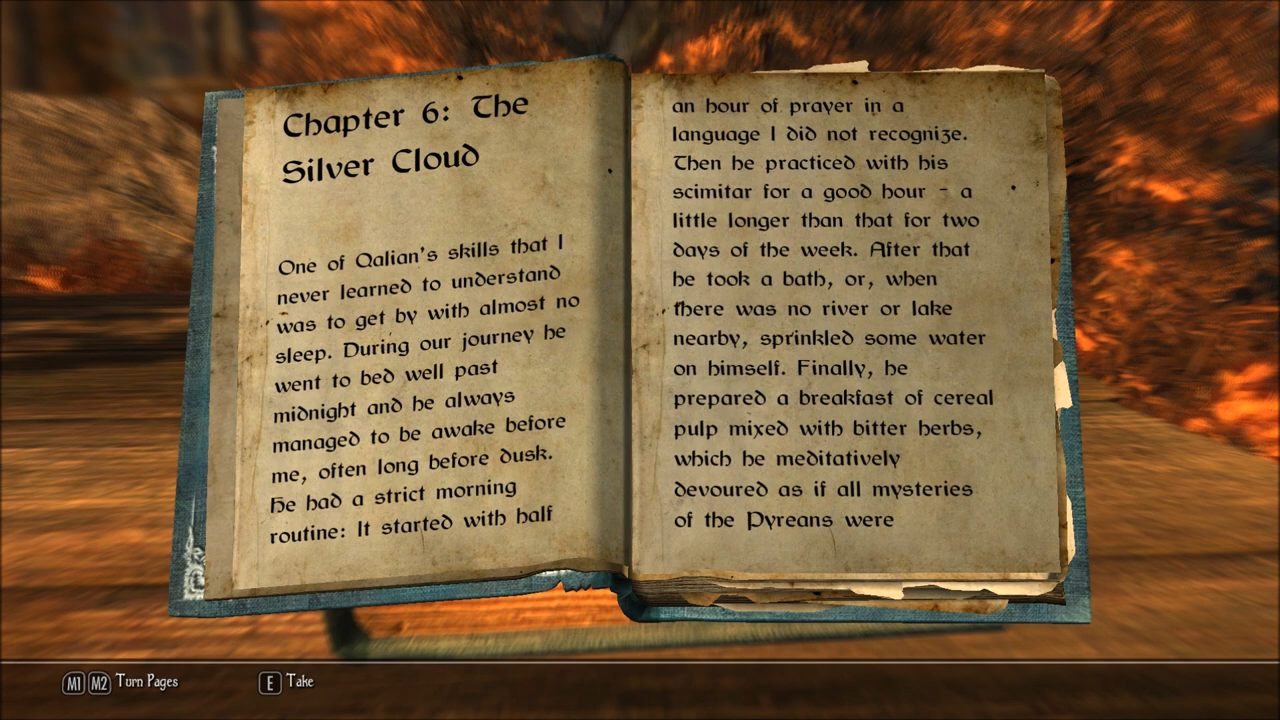 Chapter 6: The
Silver Cloud
One of Qalian's skills that I
never learned to understand
was to get by with almost no
sleep. During our journey he
went to bed well past
midnight and he always
managed to be awake before
me, often long before dusk.
He had a strict morning
routine: It started with half
an hour of prayer in a
language I did not recognize.
Then he practiced with his
scimitar for a good hour - a
little longer than that for two
days of the week. After that
he took a bath, or, when
there was no river or lake
nearby, sprinkled some water
on himself. Finally, he
prepared a breakfast of cereal
pulp mixed with bitter herbs,
which he meditatively
devoured as if all mysteries
of the Pyreans were
M1 M2 Turn Pages
E Take